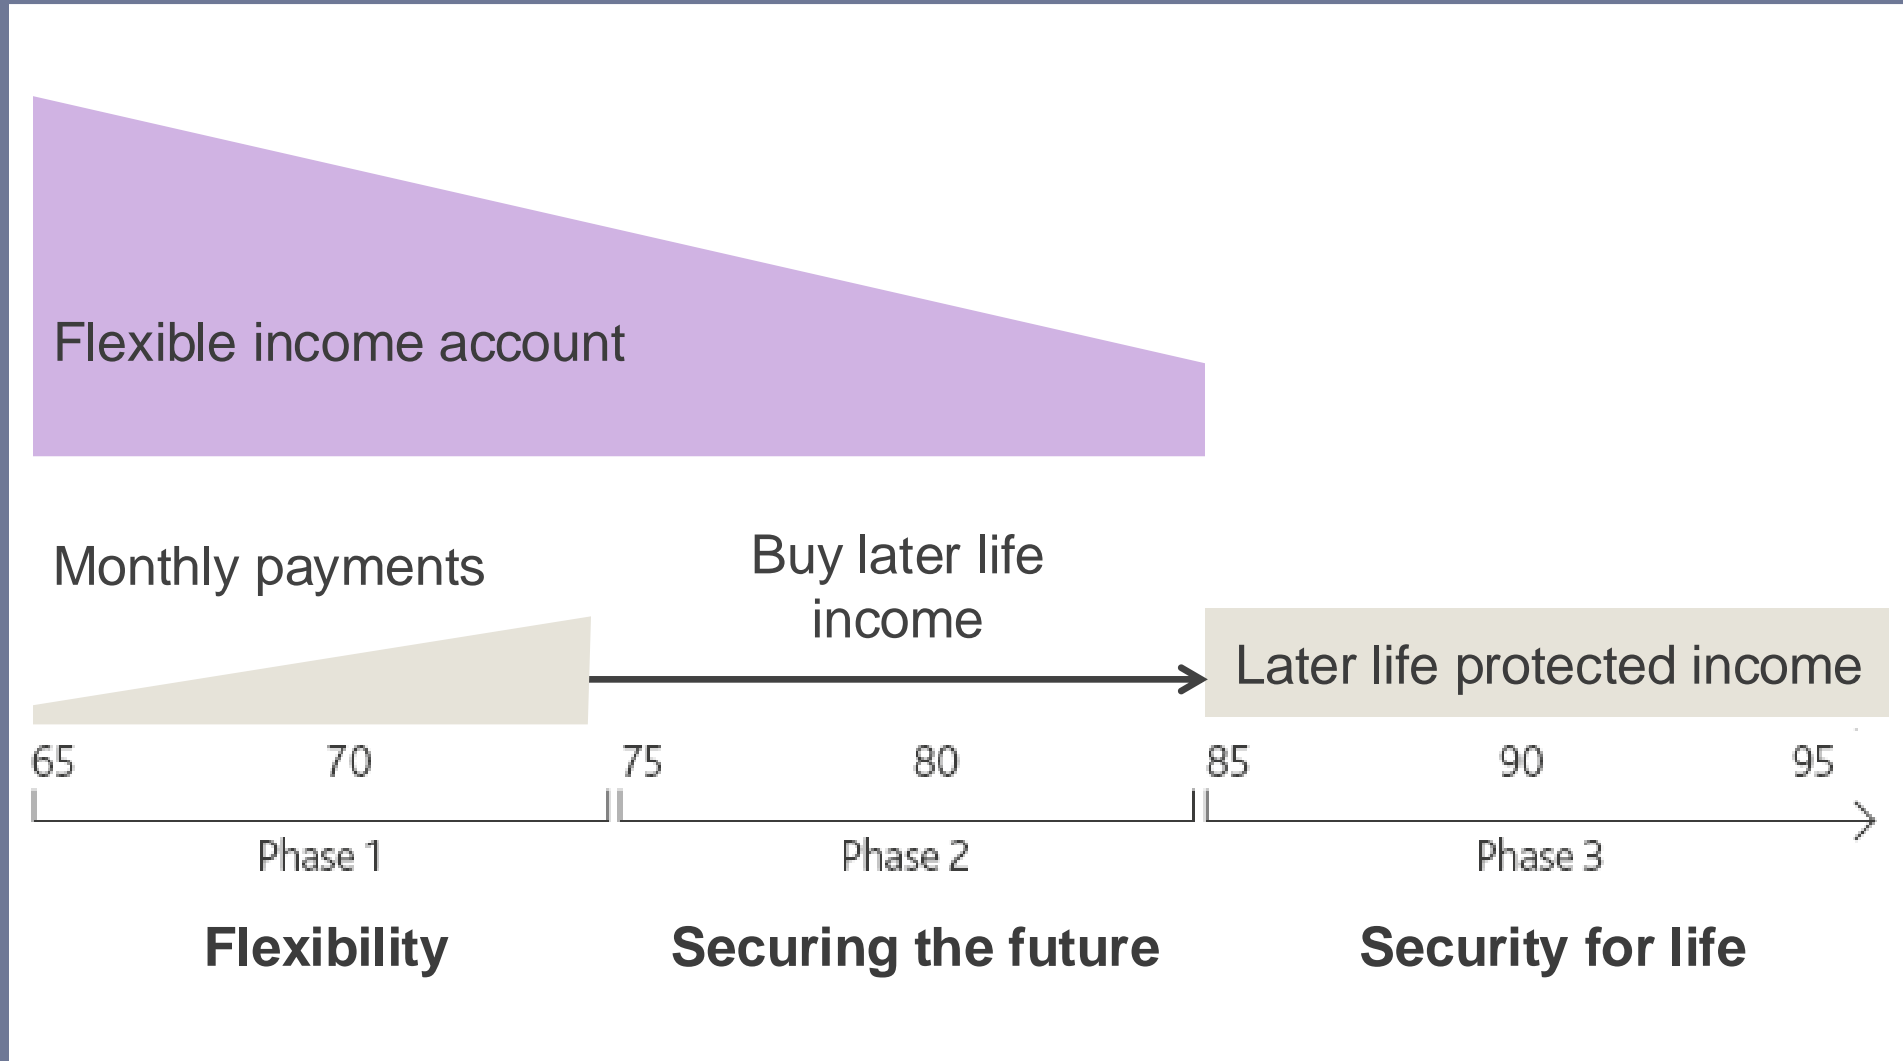 Flexible income account
Monthly payments
Buy later life
income
Later life protected income
65 70 75 80 85 90 95
Phase 1 Phase 2 Phase 3
Flexibility Securing the future Security for life